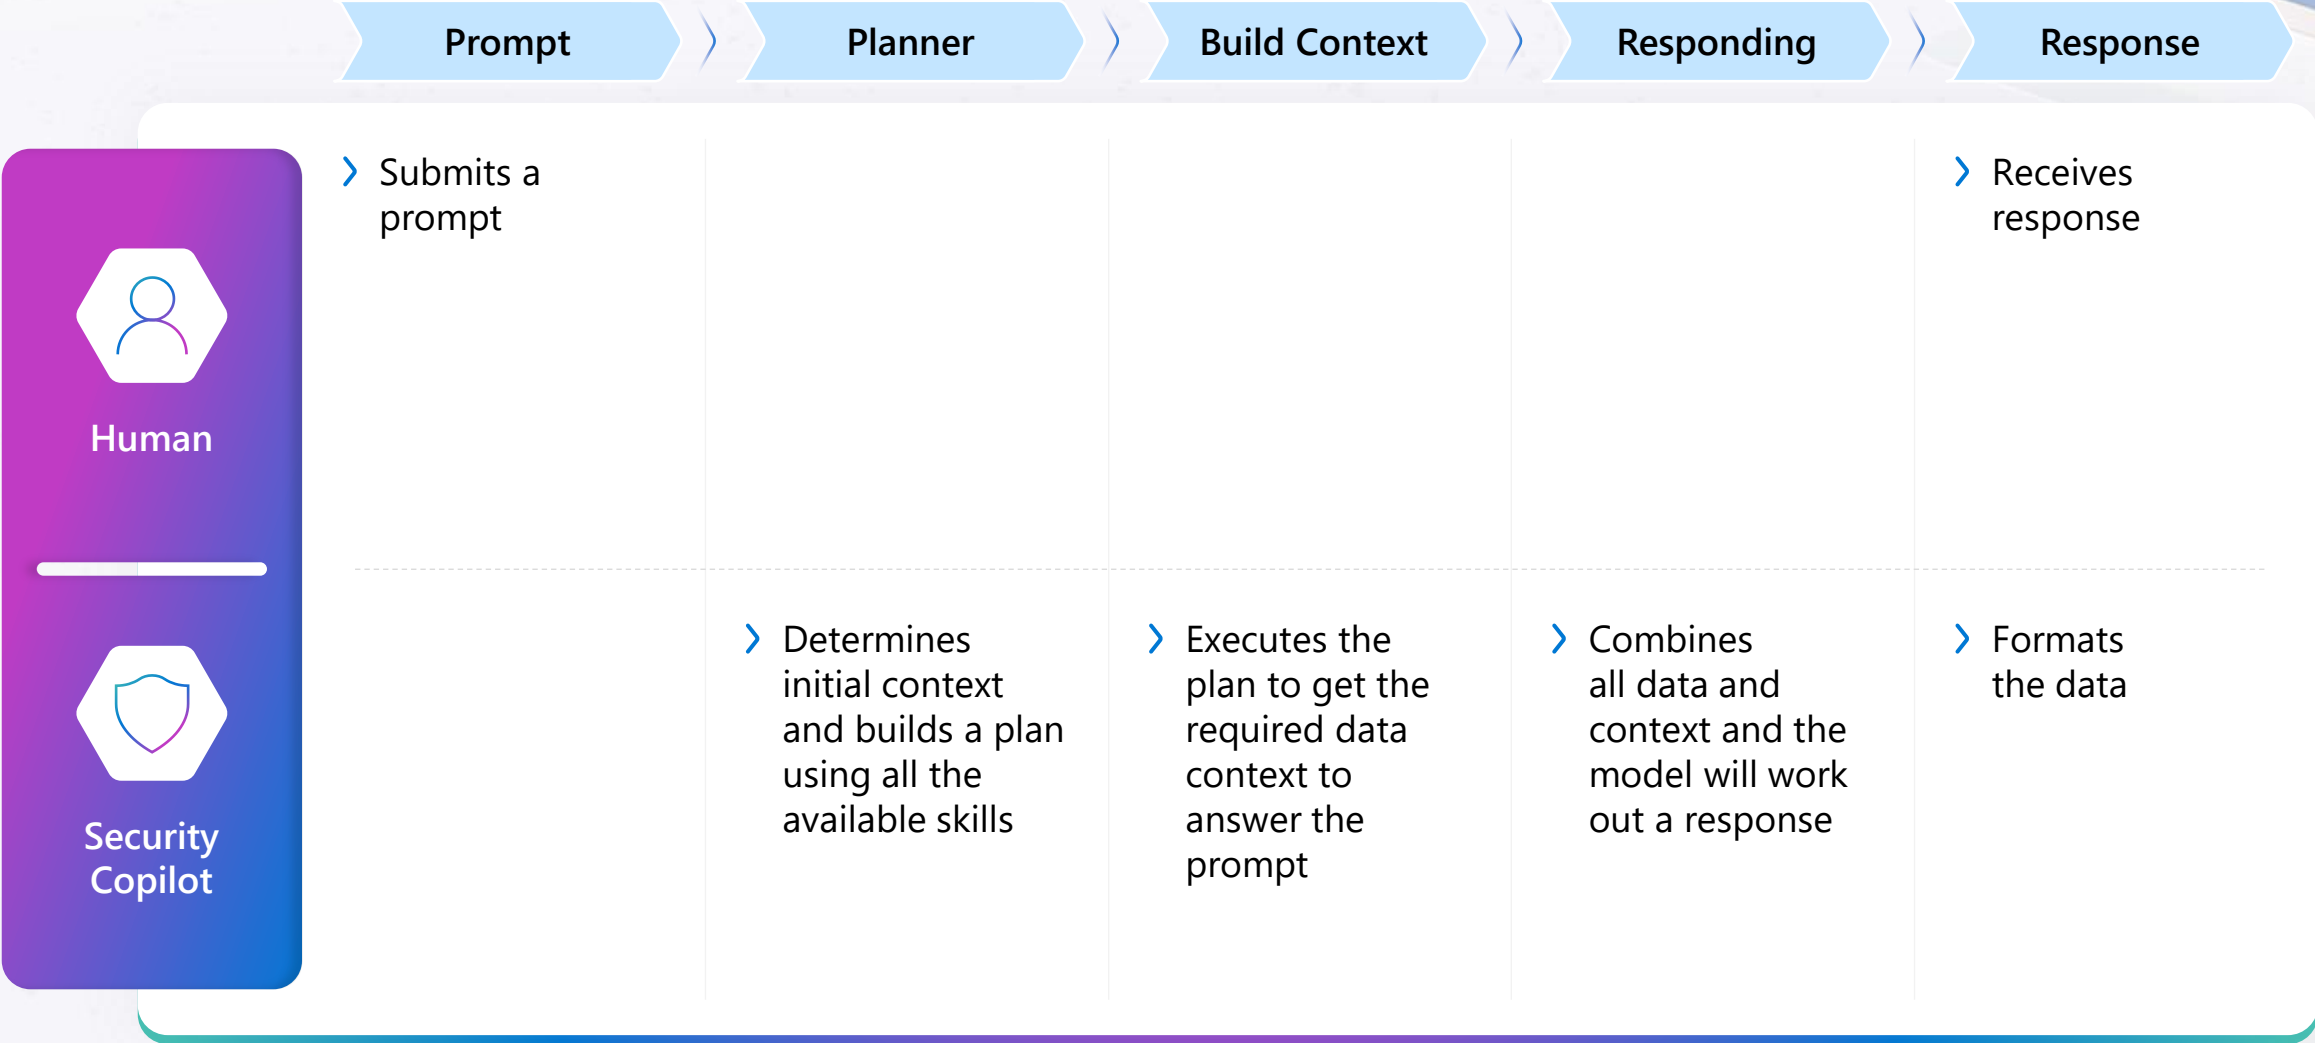 Prompt
Planner
Build Context
Responding
Response
Human
Submits a
prompt
Receives
response
Security
Copilot
Determines
initial context
and builds a plan
using all the
available skills
Executes the
plan to get the
required data
context to
answer the
prompt
Combines
all data and
context and the
model will work
out a response
Formats
the data